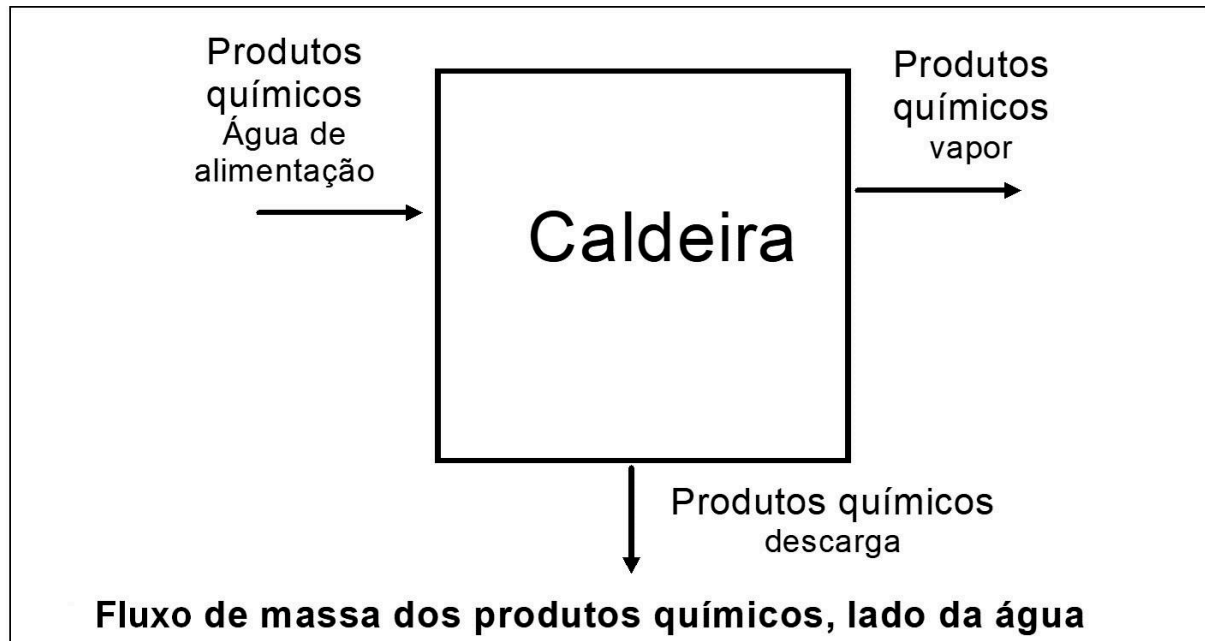 Produtos
químicos
Água de
alimentação
Produtos
químicos
vapor
Caldeira
Produtos químicos
descarga
Fluxo de massa dos produtos químicos, lado da água